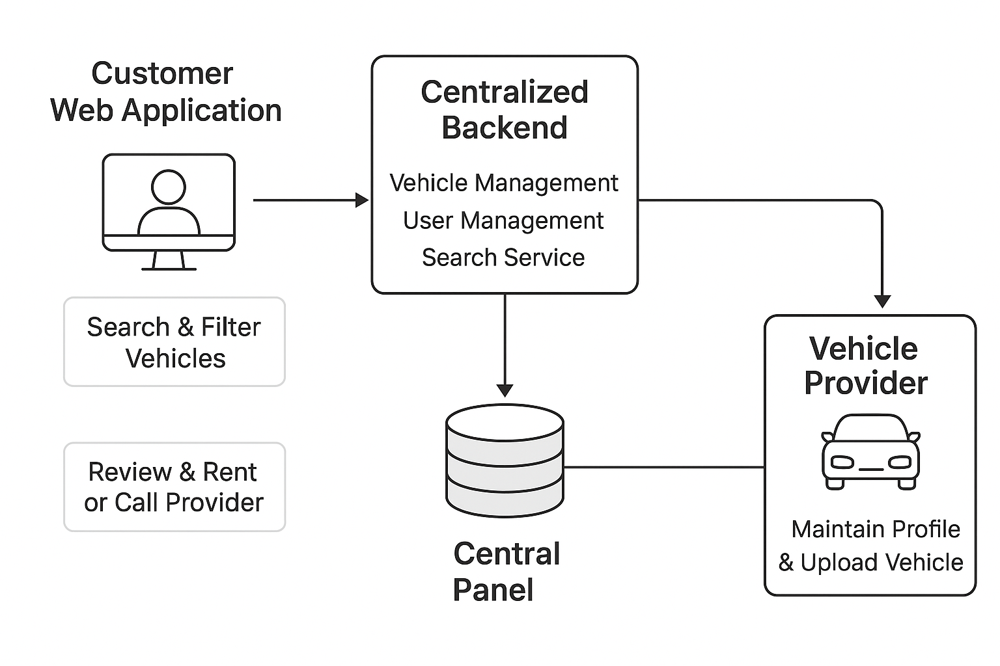 Customer
Web Application
Search & Filter
Vehicles
Review & Rent
or Call Provider
Centralized
Backend
Vehicle Management
User Management
Search Service
Central
Panel
Vehicle
Provider
Maintain Profile
& Upload Vehicle